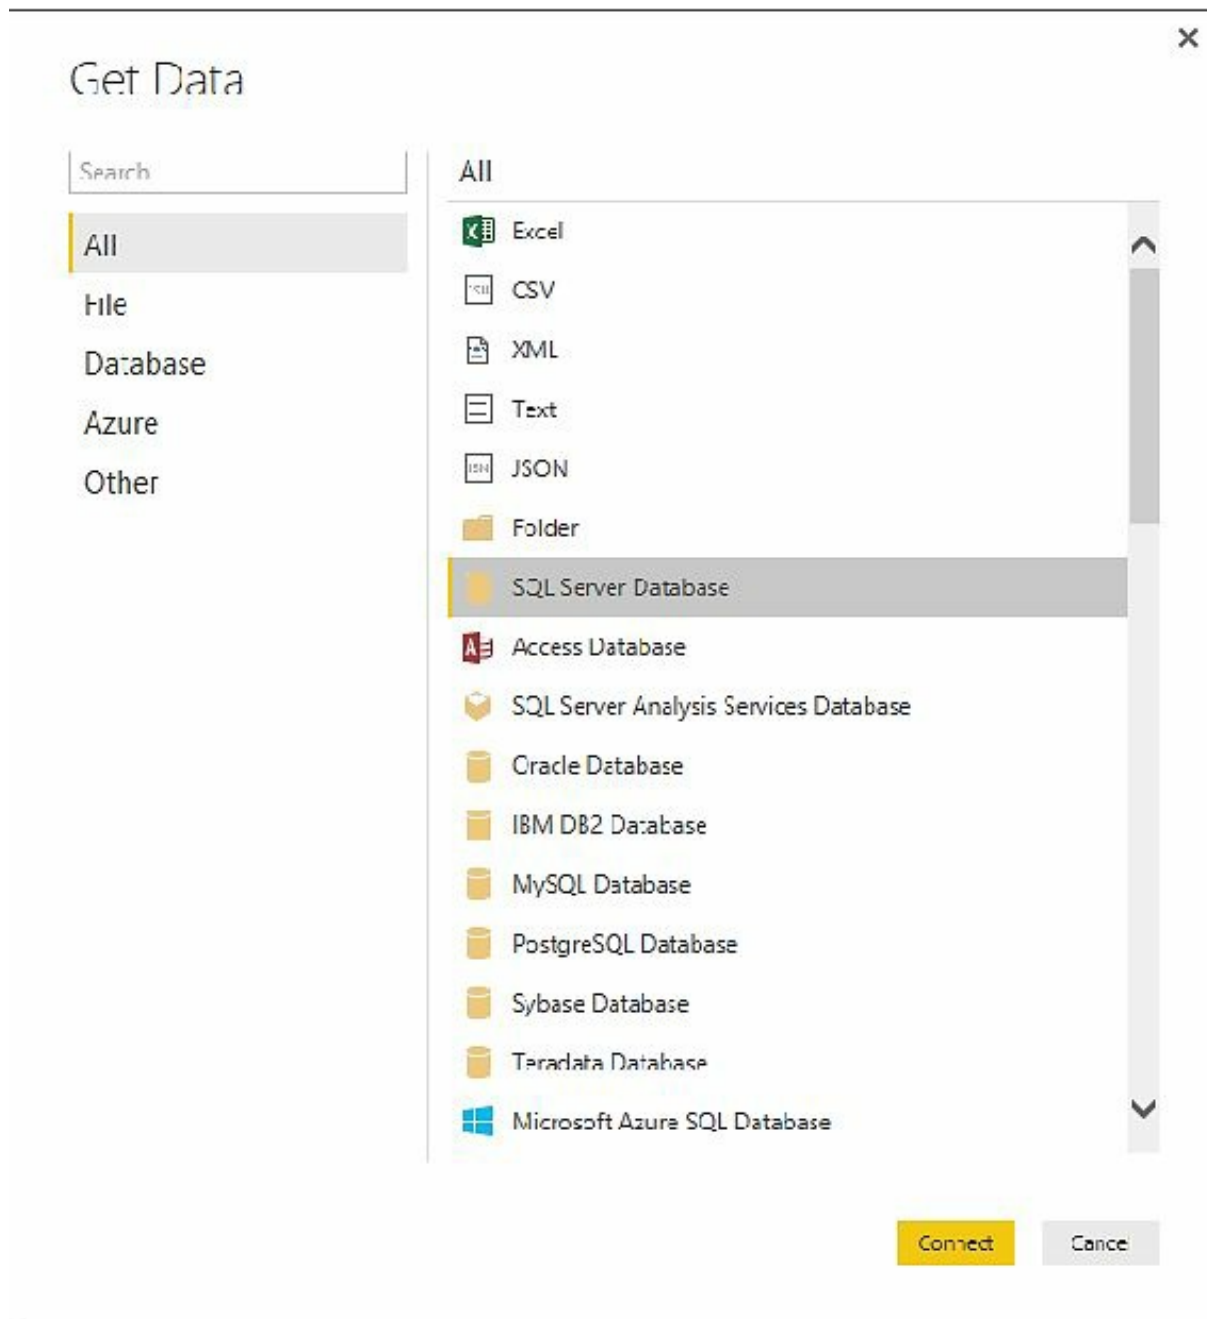 Get Data
Search
All
File
Database
Azure
Other
All
Excel
CSV
XML
Text
JSON
Folder
SQL Server Database
Access Database
SQL Server Analysis Services Database
Oracle Database
IBM DB2 Database
MySQL Database
PostgreSQL Database
Sybase Database
Teradata Database
Microsoft Azure SQL Database
Connect
Cancel